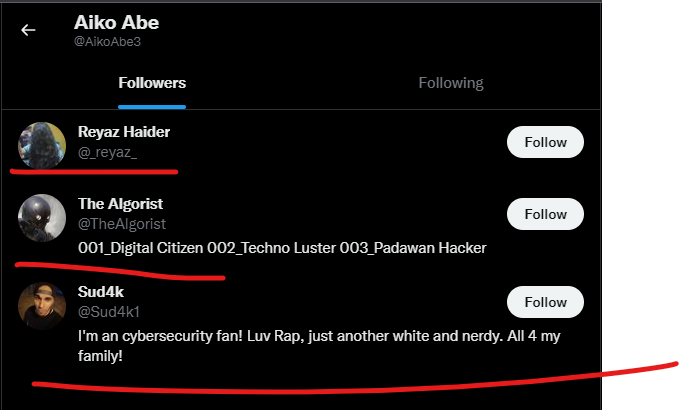 Aiko Abe
@AikoAbe3
Followers Following
Reyaz Haider
@_reyaz_
Follow
The Algorist
@TheAlgorist
Follow
001_Digital Citizen 002_Techno Luster 003_Padawan Hacker
Sud4k
@Sud4k1
Follow
I'm an cybersecurity fan! Luv Rap, just another white and nerdy. All 4 my
family!